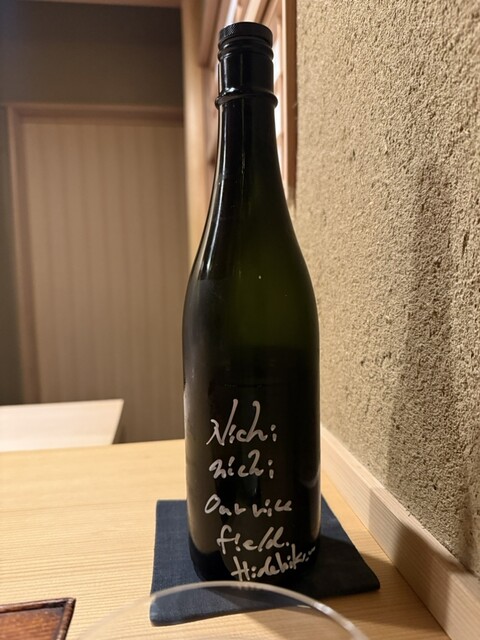 Nichi
nichi
Our rice
field.
Hidehiko.